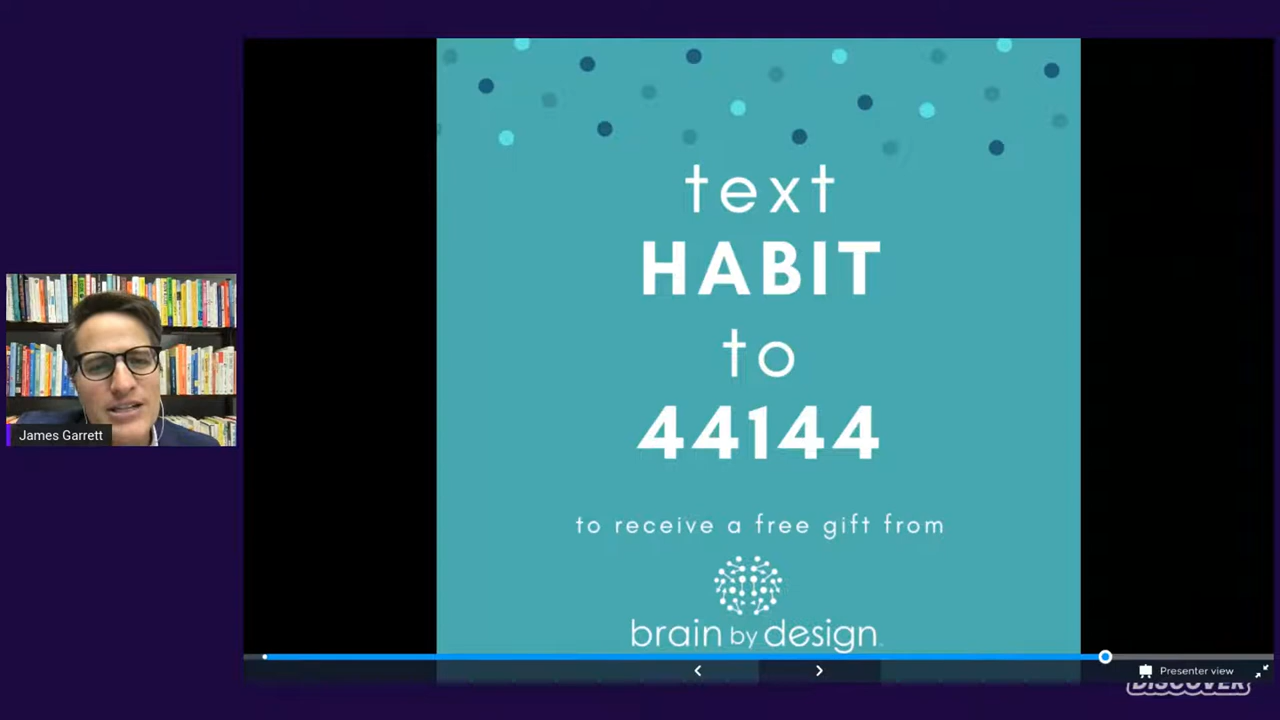 text
HABIT
to
44144
to receive a free gift from
brain by design
James Garrett
Presenter view
DISCOVER